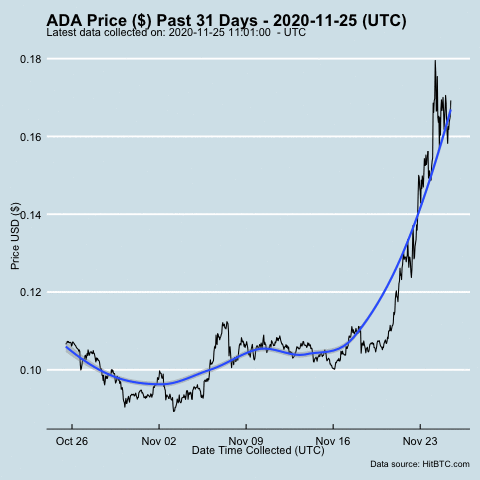 ADA Price ($) Past 31 Days - 2020-11-25 (UTC)
Latest data collected on: 2020-11-25 11:01:00  - UTC
Price USD ($)
0.18
0.16
0.14
0.12
0.10
Oct 26 Nov 02 Nov 09 Nov 16 Nov 23
Date Time Collected (UTC)
Data source: HitBTC.com